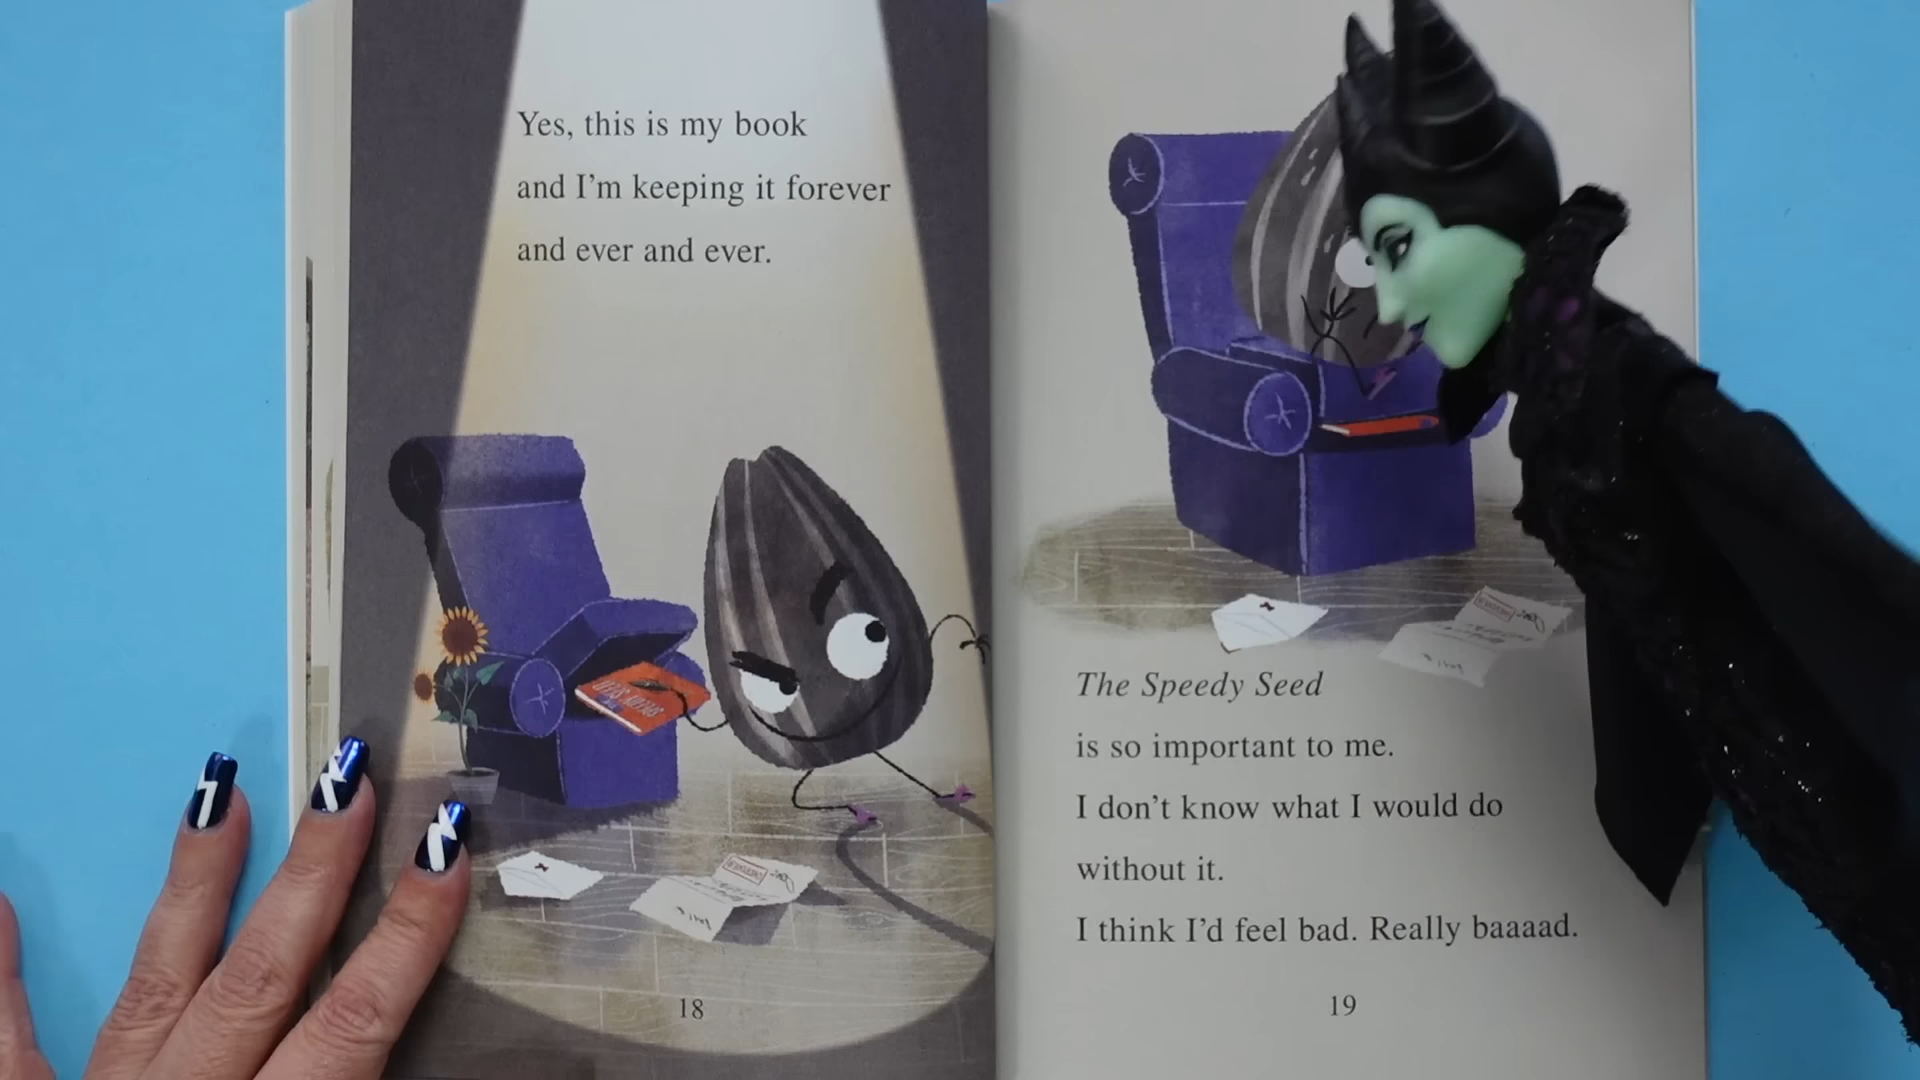 Yes, this is my book
and I'm keeping it forever
and ever and ever.
18
The Speedy Seed
is so important to me.
I don't know what I would do
without it.
I think I'd feel bad. Really baaaad.
19